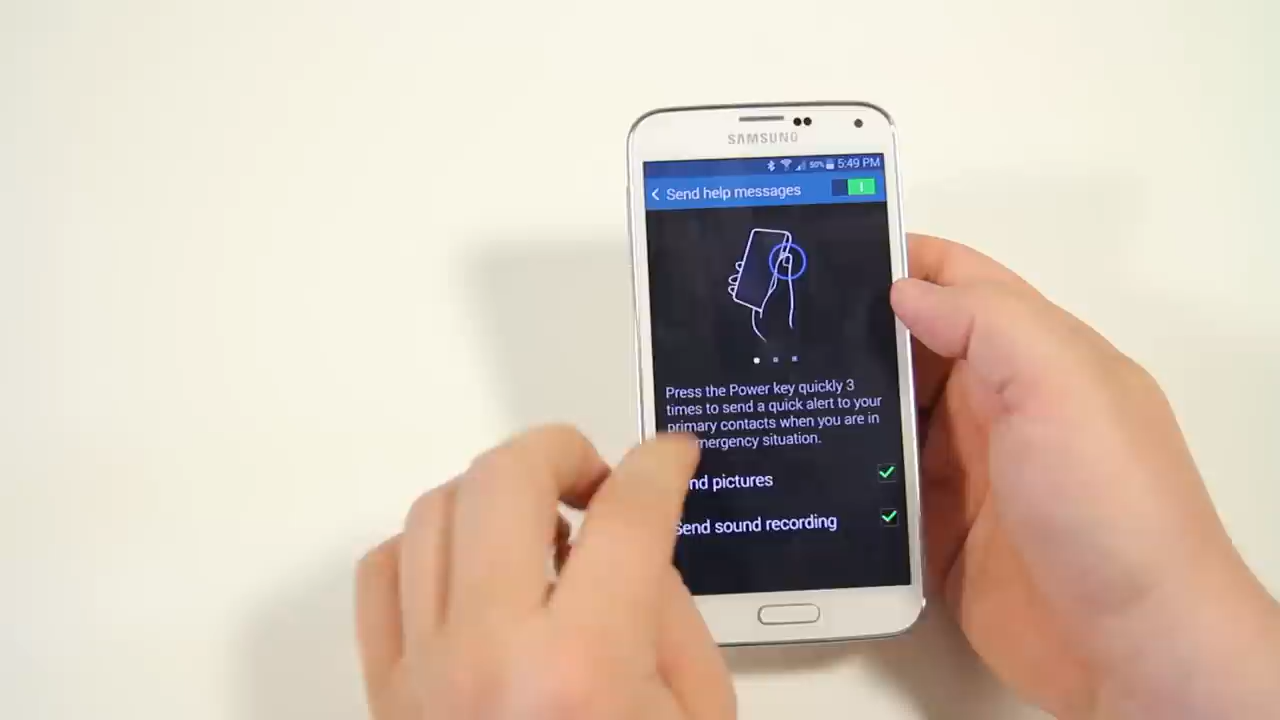 SAMSUNG
50% 5:49 PM
Send help messages
Press the Power key quickly 3
times to send a quick alert to your
primary contacts when you are in
mergency situation.
nd pictures
Send sound recording